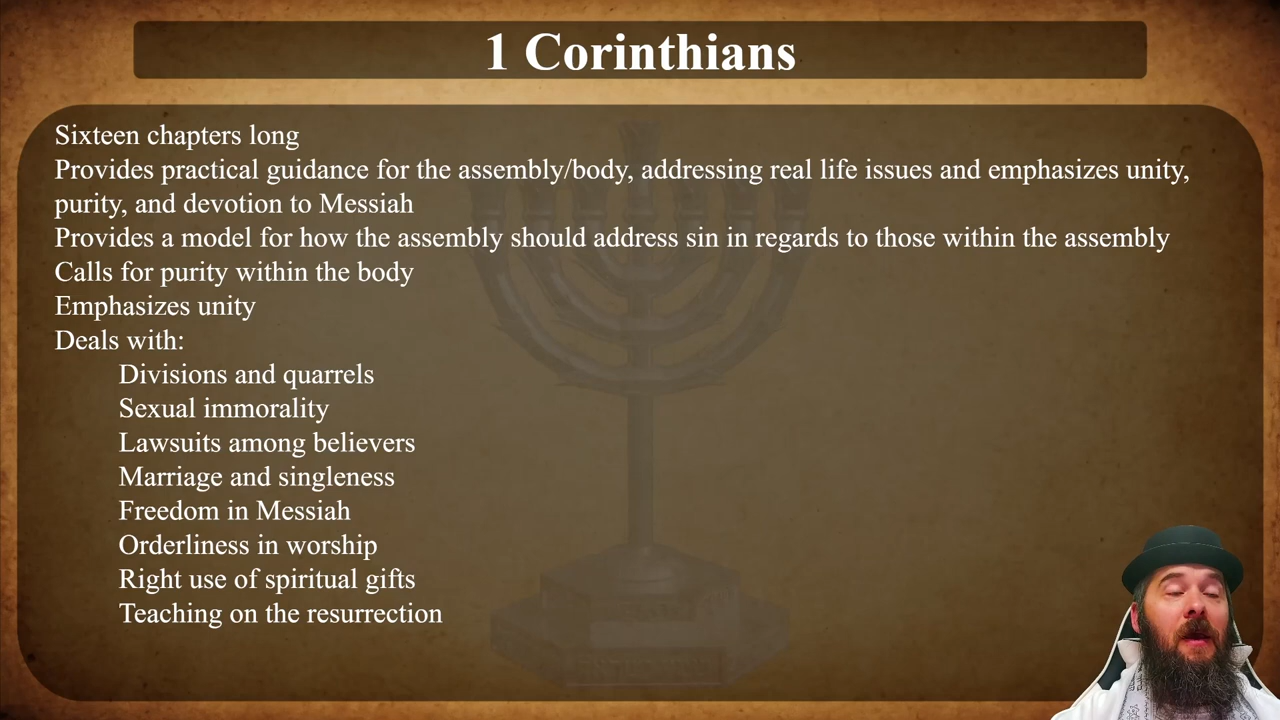 1 Corinthians
Sixteen chapters long
Provides practical guidance for the assembly/body, addressing real life issues and emphasizes unity,
purity, and devotion to Messiah
Provides a model for how the assembly should address sin in regards to those within the assembly
Calls for purity within the body
Emphasizes unity
Deals with:
Divisions and quarrels
Sexual immorality
Lawsuits among believers
Marriage and singleness
Freedom in Messiah
Orderliness in worship
Right use of spiritual gifts
Teaching on the resurrection